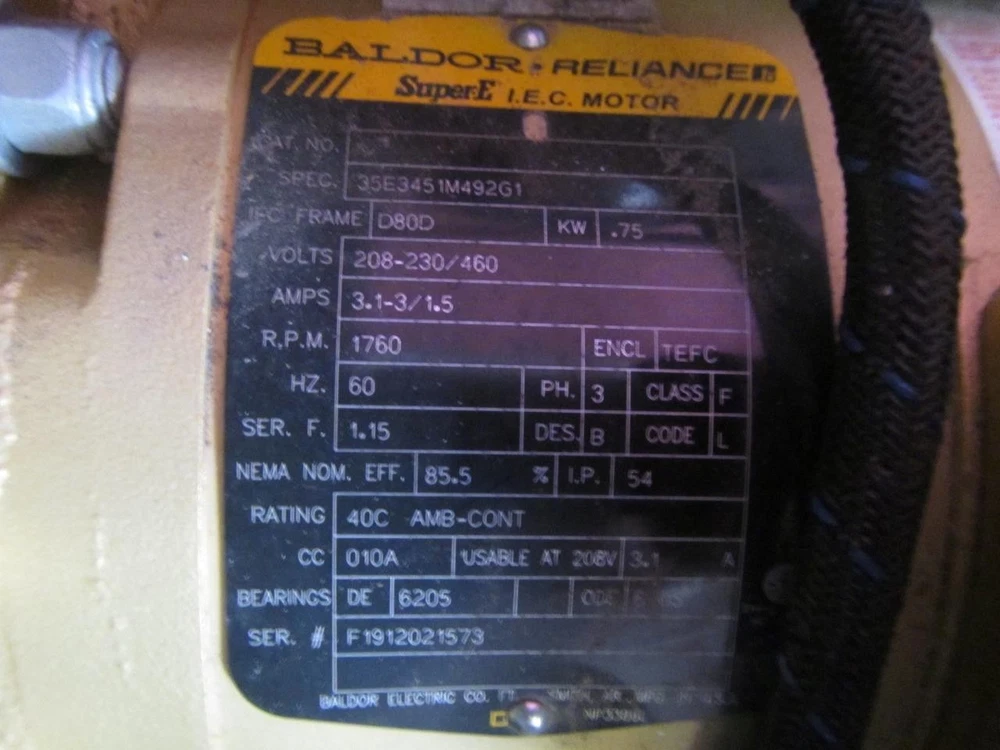 BALDOR • RELIANCE
Super-E I.E.C. MOTOR
CAT. NO.
SPEC. 35E3451M492G1
IEC FRAME D80D KW .75
VOLTS 208-230/460
AMPS 3.1-3/1.5
R.P.M. 1760 ENCL TEFC
HZ. 60 PH. 3 CLASS F
SER. F. 1.15 DES. B CODE L
NEMA NOM. EFF. 85.5 % I.P. 54
RATING 40C AMB-CONT
CC 010A USABLE AT 208V 3.1 A
BEARINGS DE 6205 ODE
SER. # F1912021573
BALDOR ELECTRIC CO.